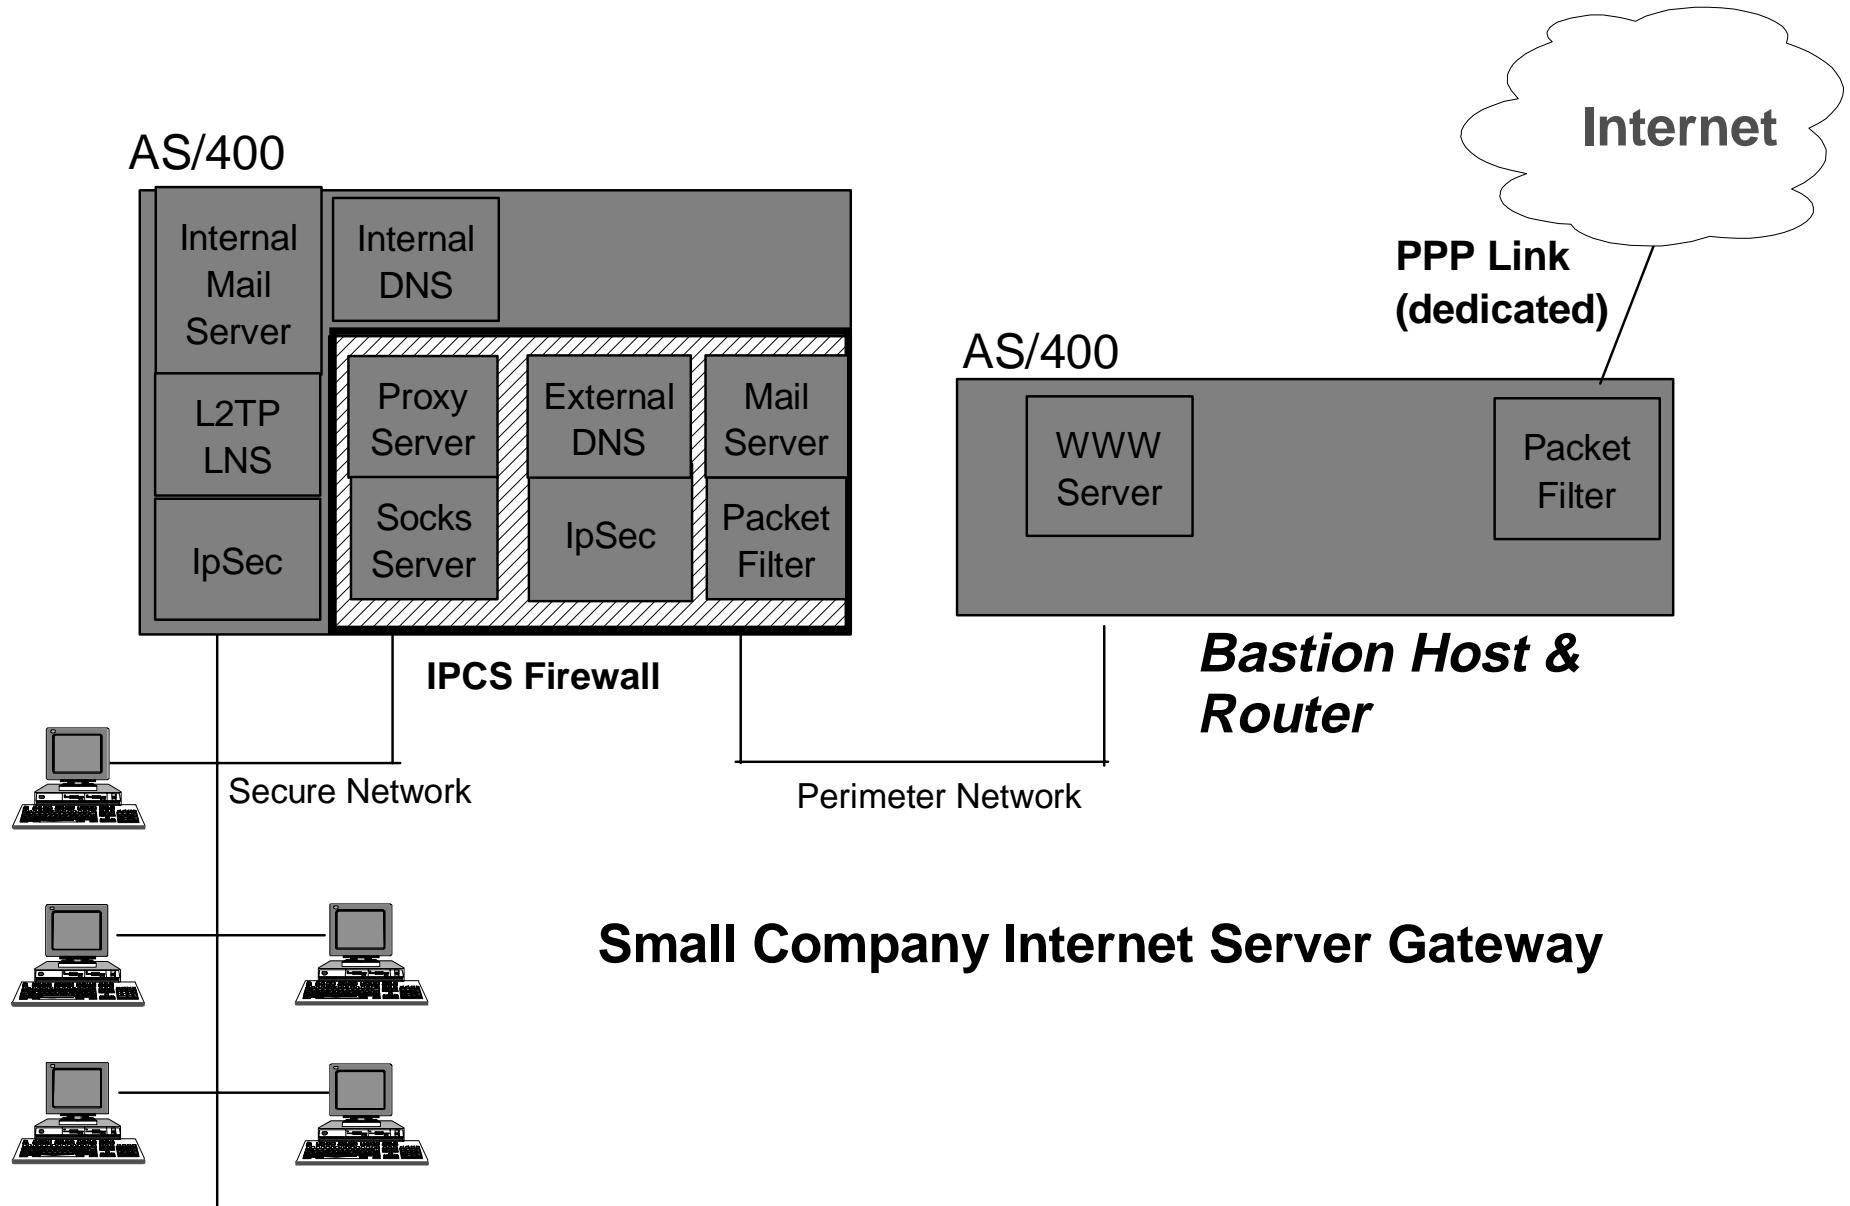 Internet
AS/400
Internal
Mail
Server
Internal
DNS
PPP Link
(dedicated)
AS/400
L2TP
LNS
Proxy
Server
External
DNS
Mail
Server
WWW
Server
Packet
Filter
IpSec
Socks
Server
IpSec
Packet
Filter
IPCS Firewall
Bastion Host &
Router
Secure Network
Perimeter Network
Small Company Internet Server Gateway